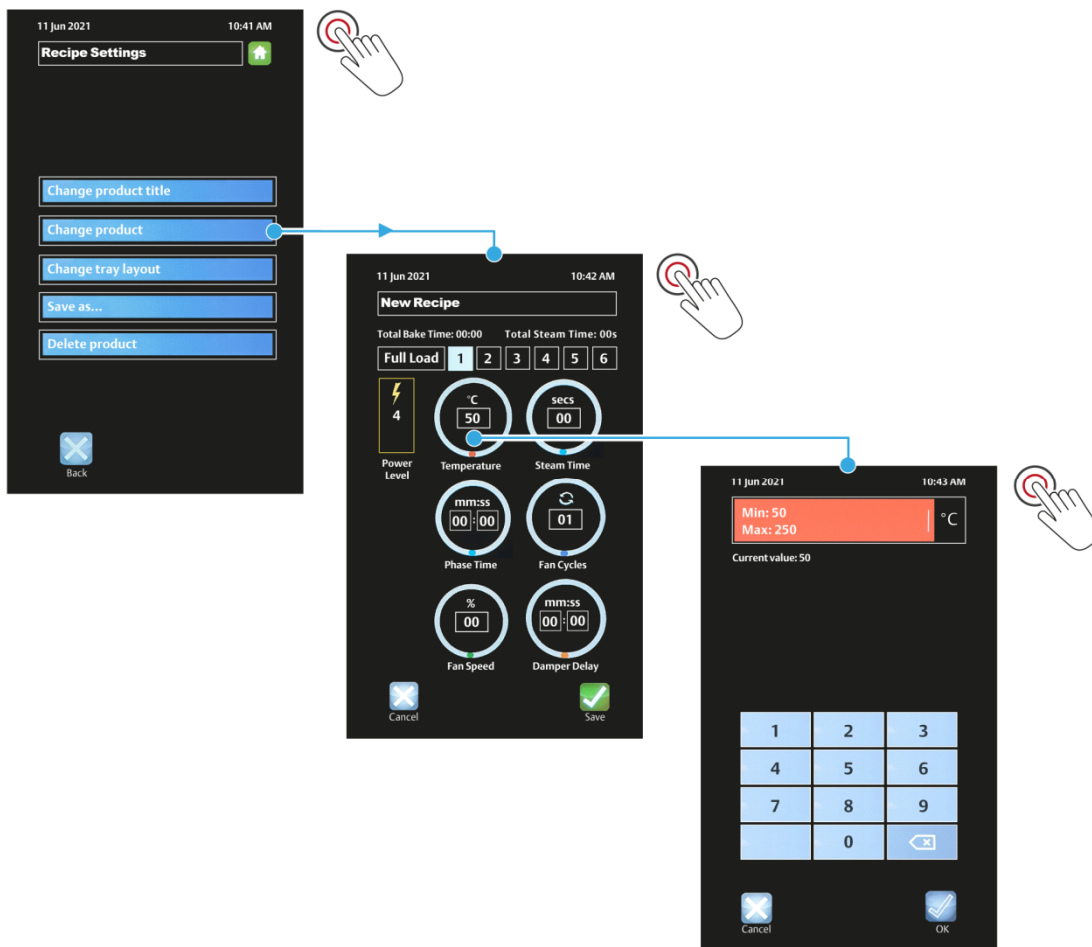 11 Jun 2021 10:41 AM
Recipe Settings
Change product title
Change product
Change tray layout
Save as...
Delete product
Back
11 Jun 2021 10:42 AM
New Recipe
Total Bake Time: 00:00 Total Steam Time: 00s
Full Load 1 2 3 4 5 6
4
Power
Level
°C
50
Temperature
secs
00
Steam Time
mm:ss
00 : 00
Phase Time
01
Fan Cycles
%
00
Fan Speed
mm:ss
00 : 00
Damper Delay
Cancel Save
11 Jun 2021 10:43 AM
Min: 50
Max: 250
°C
Current value: 50
1 2 3
4 5 6
7 8 9
0
Cancel OK